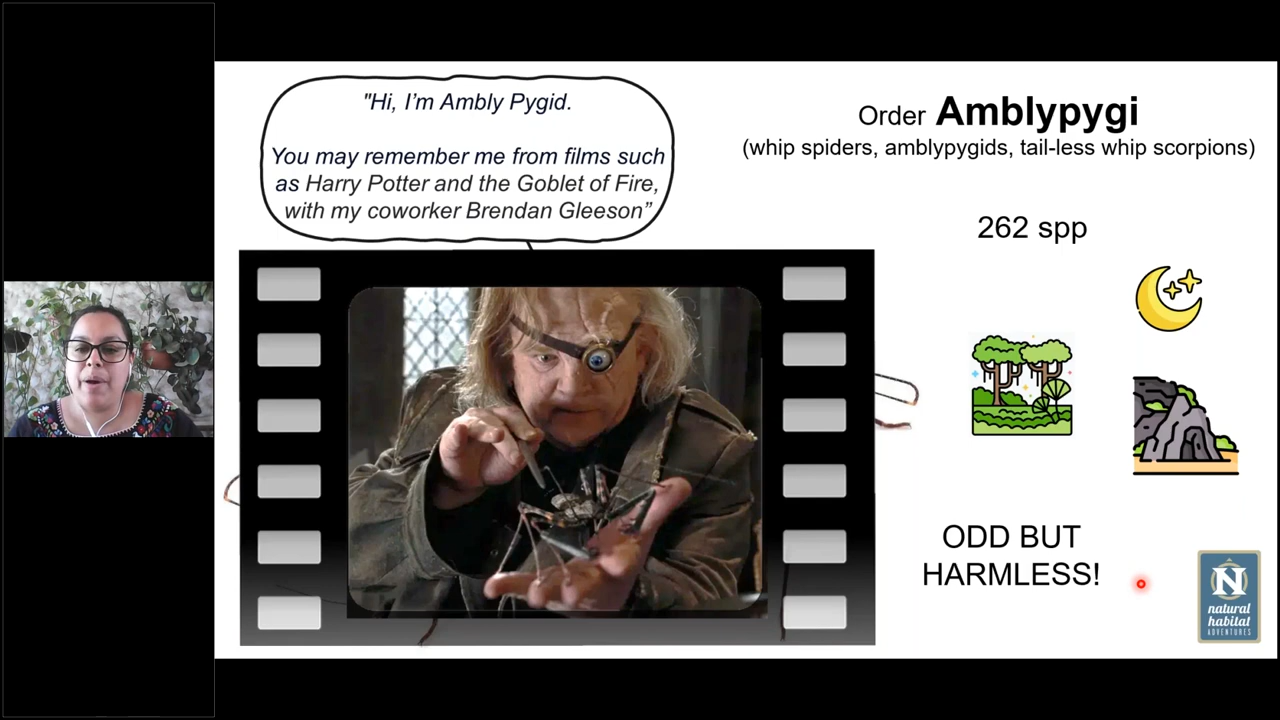 "Hi, I'm Ambly Pygid.
You may remember me from films such
as Harry Potter and the Goblet of Fire,
with my coworker Brendan Gleeson”
Order Amblypygi
(whip spiders, amblypygids, tail-less whip scorpions)
262 spp
ODD BUT
HARMLESS!
N
natural
habitat
ADVENTURES